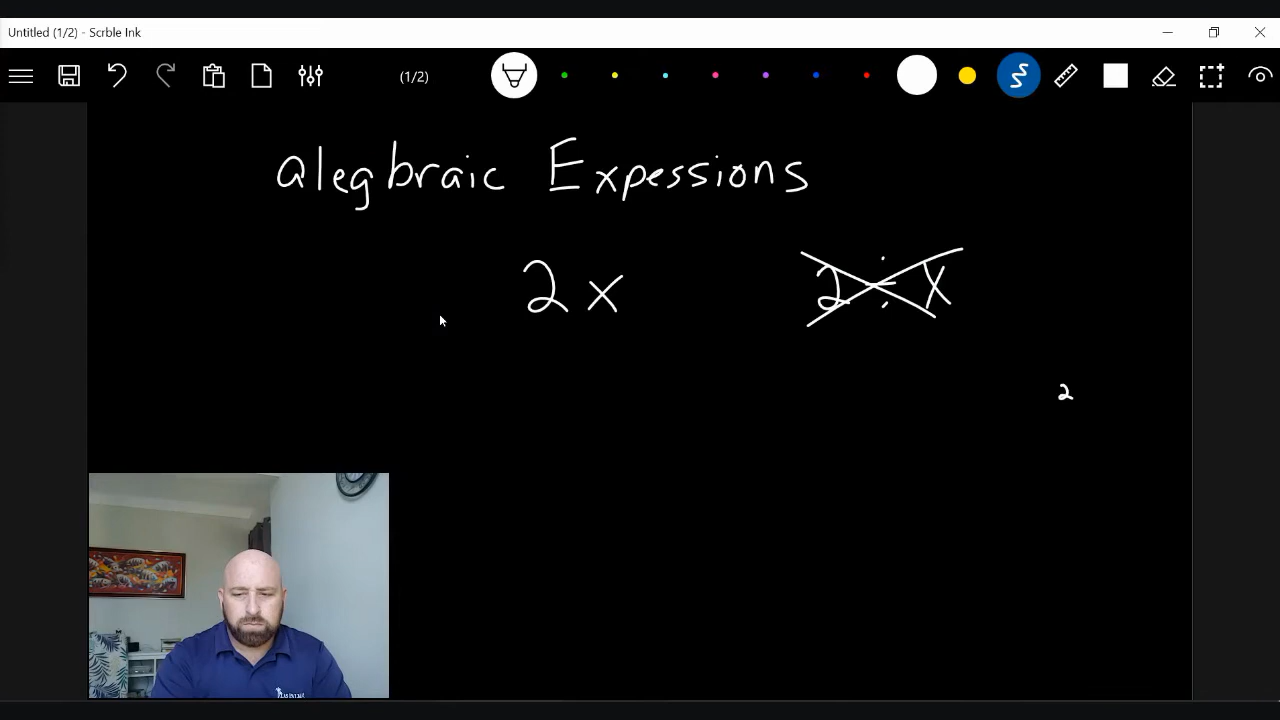 Untitled (1/2) - Scrble Ink
(1/2)
alegbraic Expessions
2x
2 ÷ x
2